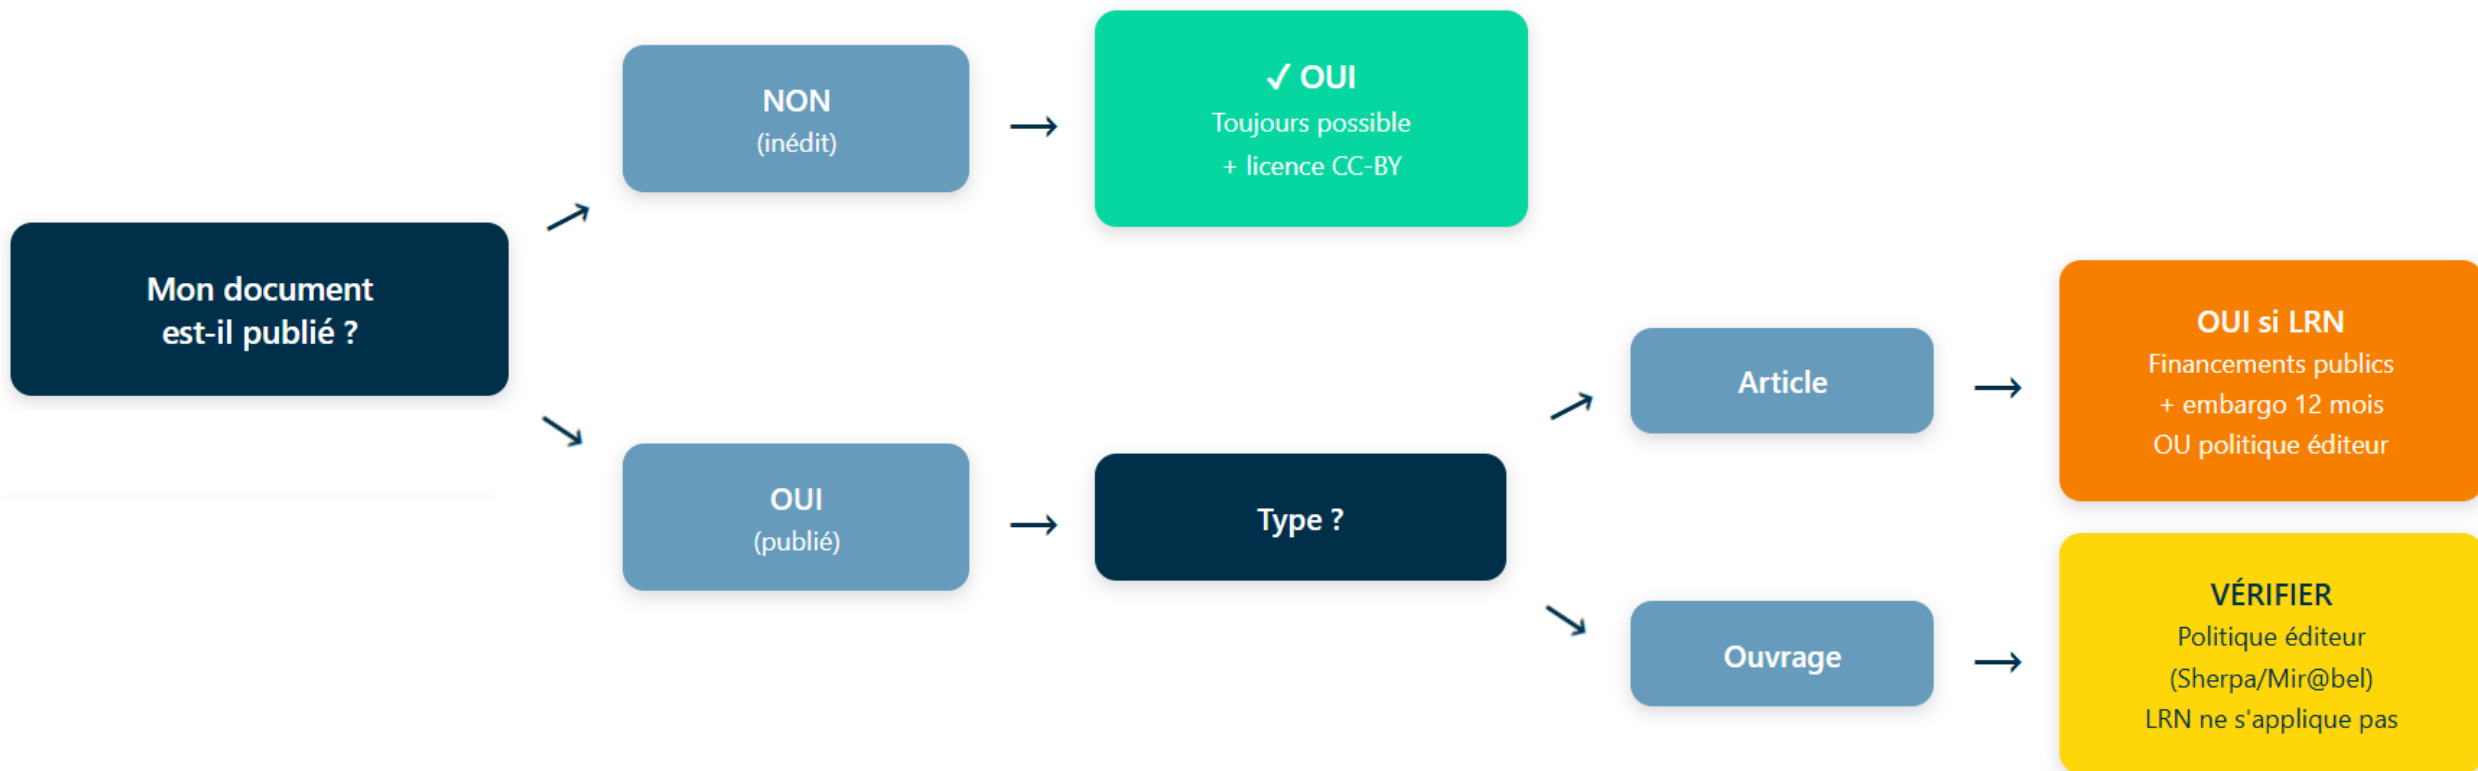 Mon document
est-il publié ?
NON
(inédit)
✓ OUI
Toujours possible
+ licence CC-BY
OUI
(publié)
Type ?
Article
OUI si LRN
Financements publics
+ embargo 12 mois
OU politique éditeur
Ouvrage
VÉRIFIER
Politique éditeur
(Sherpa/Mir@bel)
LRN ne s'applique pas